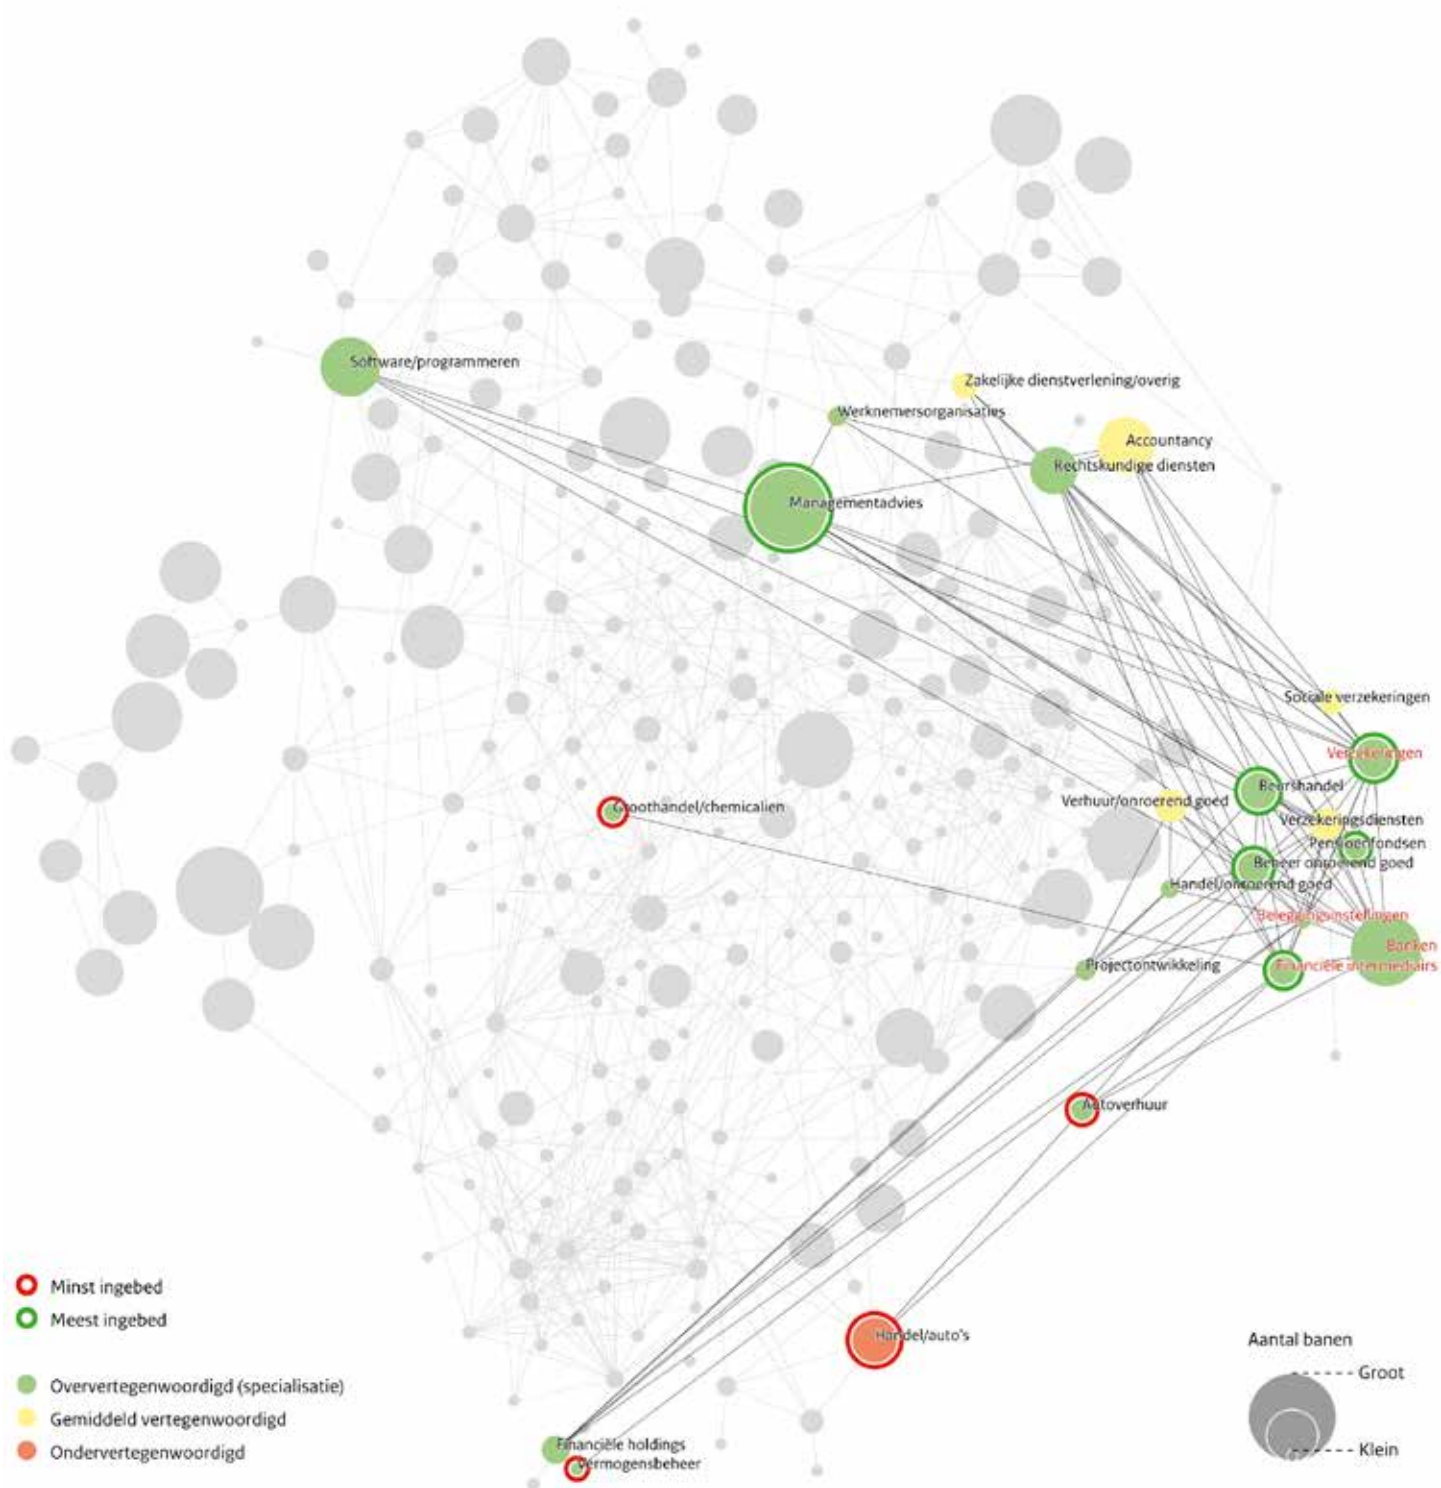 Software/programmeren
Zakelijke dienstverlening/overig
Werknemersorganisaties
Accountancy
Rechtskundige diensten
Managementadvies
Sociale verzekeringen
Verzekeringen
Beurshandel
Verhuur/onroerend goed
Groothandel/chemicalien
Verzekeringsdiensten
Pensioenfondsen
Beheer onroerend goed
Handel/onroerend goed
Beleggingsinstellingen
Banken
Projectontwikkeling
Financiële intermediairs
Autoverhuur
Minst ingebed
Meest ingebed
Handel/auto's
Aantal banen
Groot
Oververtegenwoordigd (specialisatie)
Gemiddeld vertegenwoordigd
Ondervertegenwoordigd
Klein
Financiële holdings
Vermogensbeheer